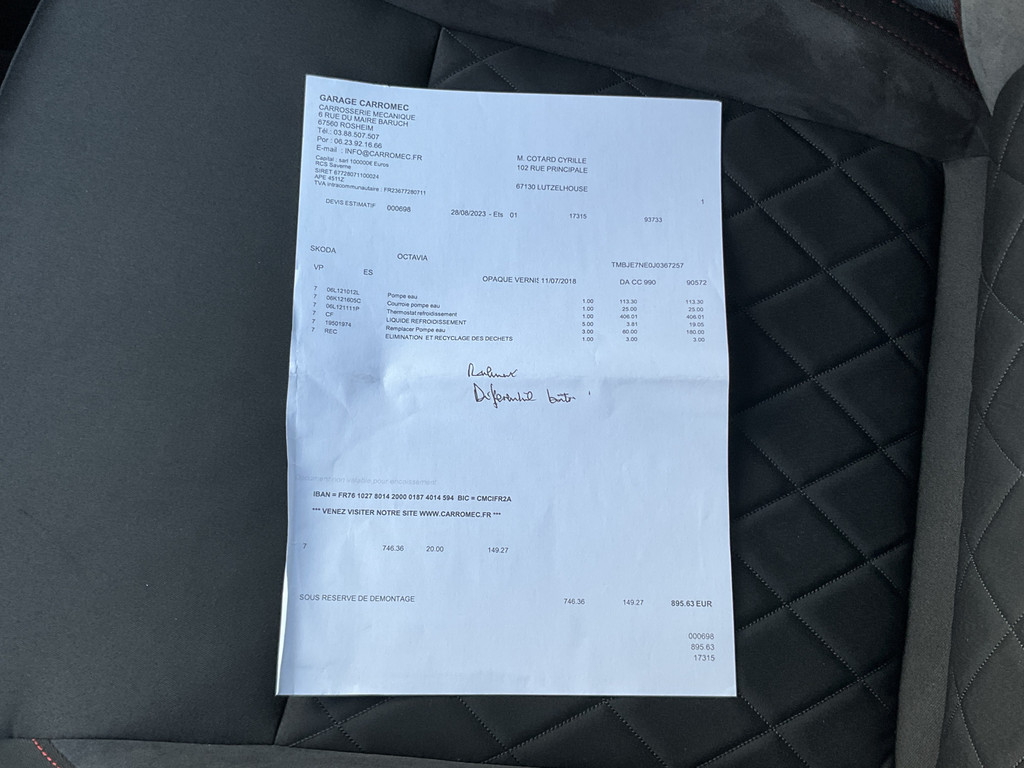 GARAGE CARROMEC
CARROSSERIE MECANIQUE
6 RUE DU MAIRE BARUCH
67560 ROSHEIM
Tél : 03.88.507.507
Por : 06.23.92.16.66
E-mail : INFO@CARROMEC.FR
Capital : sarl 100000€ Euros
RCS Saverne
SIRET 67728071100024
APE 4511Z
TVA intracommunautaire : FR23677280711
M. COTARD CYRILLE
102 RUE PRINCIPALE
67130 LUTZELHOUSE
1
DEVIS ESTIMATIF 000698 28/08/2023 - Ets 01 17315 93733
SKODA OCTAVIA TMBJE7NE0J0367257
VP ES OPAQUE VERNIS 11/07/2018 DA CC 990 90572
7 06L121012L Pompe eau 1.00 113.30 113.30
7 06K121605C Courroie pompe eau 1.00 25.00 25.00
7 06L121111P Thermostat refroidissement 1.00 406.01 406.01
7 CF LIQUIDE REFROIDISSEMENT 5.00 3.81 19.05
7 19501974 Remplacer Pompe eau 3.00 60.00 180.00
7 REC ELIMINATION ET RECYCLAGE DES DECHETS 1.00 3.00 3.00
Différentiel
IBAN = FR76 1027 8014 2000 0187 4014 594 BIC = CMCIFR2A
*** VENEZ VISITER NOTRE SITE WWW.CARROMEC.FR ***
7 746.36 20.00 149.27
SOUS RESERVE DE DEMONTAGE 746.36 149.27 895.63 EUR
000698
895.63
17315